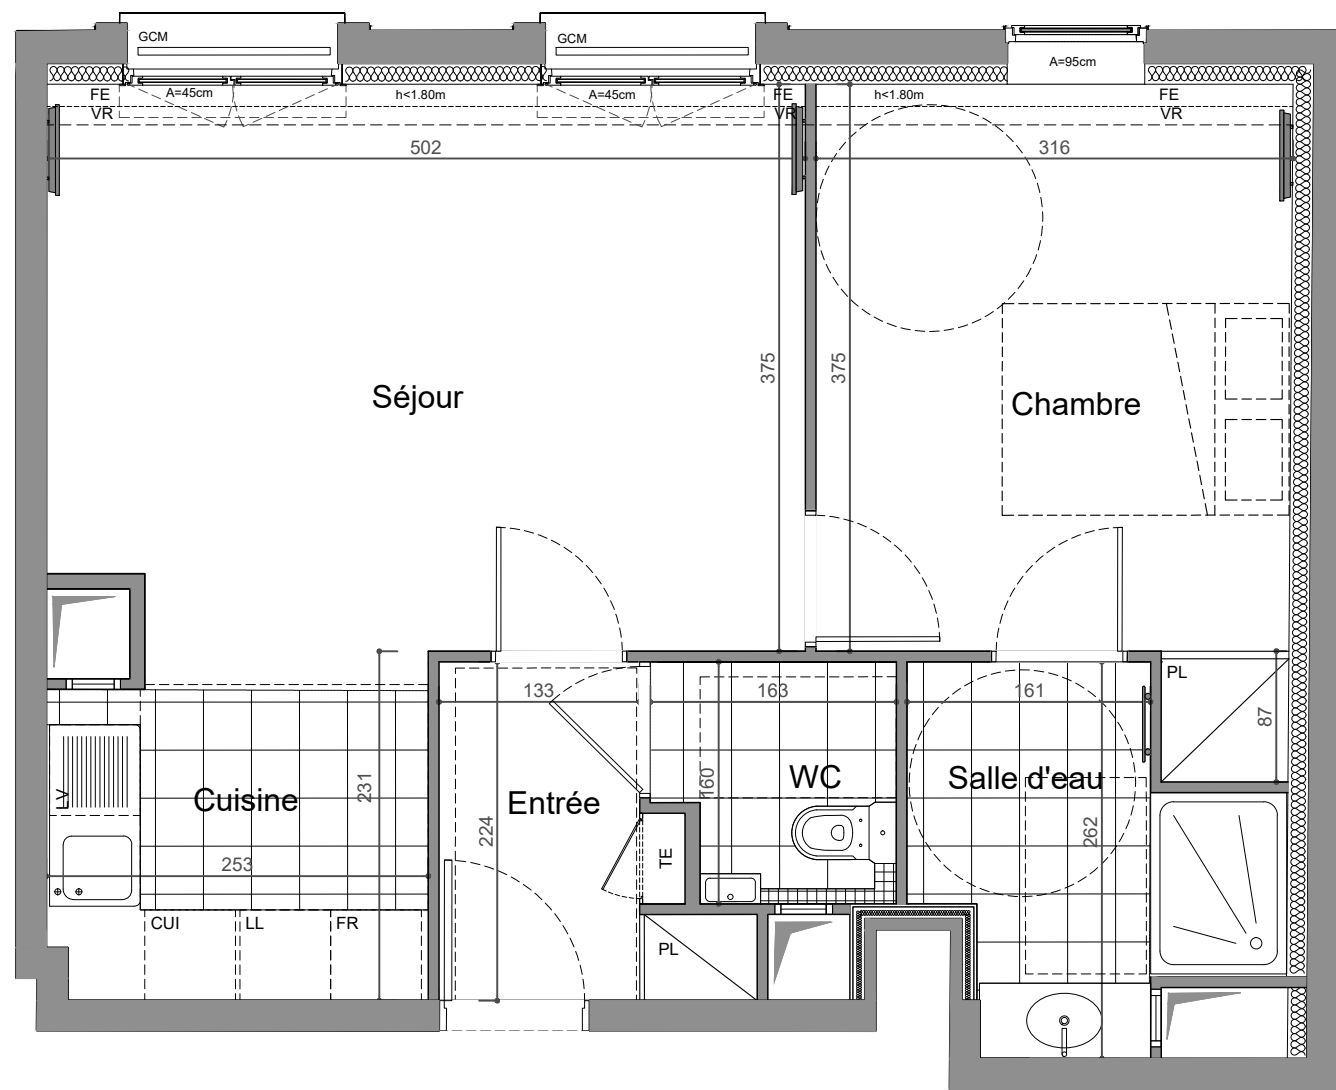 GCM
GCM
A=95cm
FE
VR
A=45cm
h<1.80m
A=45cm
FE
VR
h<1.80m
FE
VR
502
316
375
375
Séjour
Chambre
PL
87
133
163
161
231
160
WC
Salle d'eau
LV
Cuisine
Entrée
224
262
TE
253
CUI
LL
FR
PL